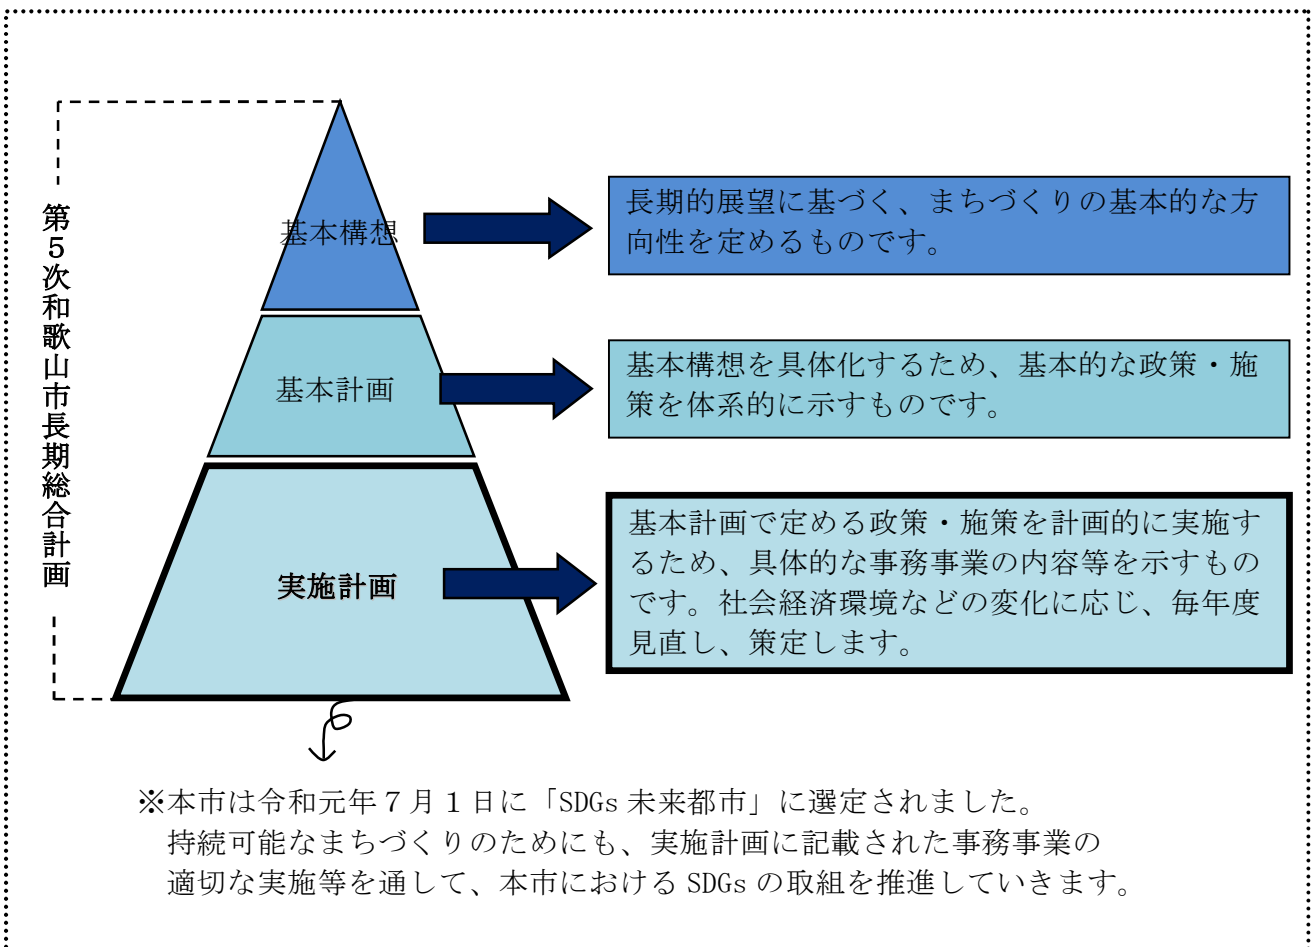 第５次和歌山市長期総合計画
基本構想
長期的展望に基づく、まちづくりの基本的な方
向性を定めるものです。
基本計画
基本構想を具体化するため、基本的な政策・施
策を体系的に示すものです。
実施計画
基本計画で定める政策・施策を計画的に実施す
るため、具体的な事務事業の内容等を示すもの
です。社会経済環境などの変化に応じ、毎年度
見直し、策定します。
※本市は令和元年７月１日に「SDGs 未来都市」に選定されました。
持続可能なまちづくりのためにも、実施計画に記載された事務事業の
適切な実施等を通して、本市における SDGs の取組を推進していきます。